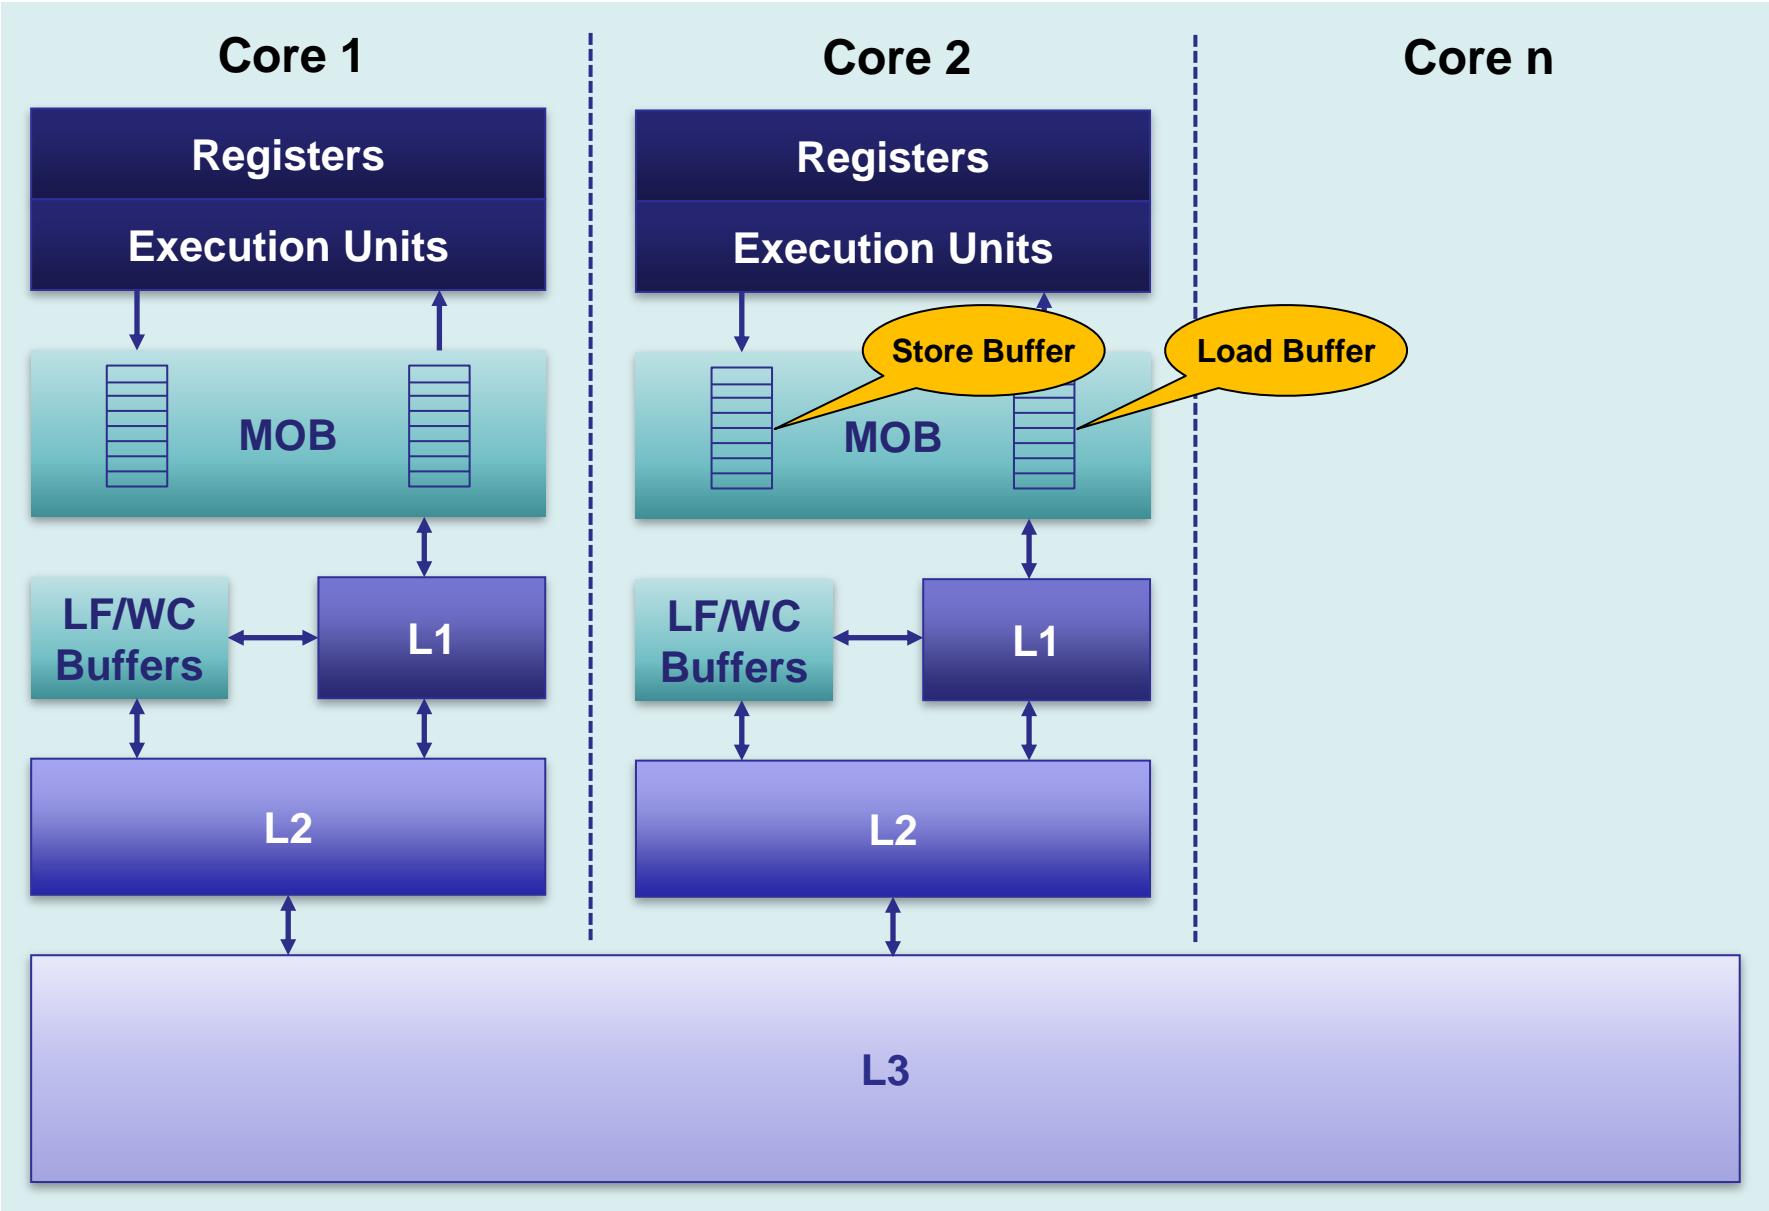 Core 1
Core 2
Core n
Registers
Execution Units
MOB
LF/WC
Buffers
L1
L2
Registers
Execution Units
Store Buffer
Load Buffer
MOB
LF/WC
Buffers
L1
L2
L3